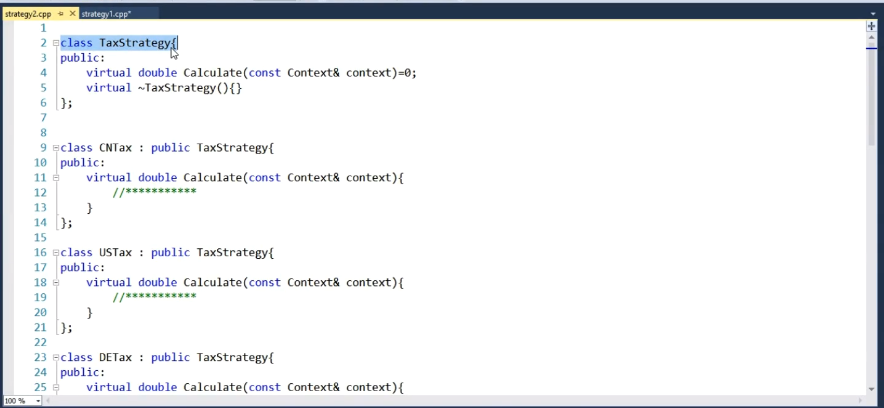 strategy2.cpp strategy1.cpp*
1
2 class TaxStrategy{
3 public:
4 virtual double Calculate(const Context& context)=0;
5 virtual ~TaxStrategy(){}
6 };
7
8
9 class CNTax : public TaxStrategy{
10 public:
11 virtual double Calculate(const Context& context){
12 //***********
13 }
14 };
15
16 class USTax : public TaxStrategy{
17 public:
18 virtual double Calculate(const Context& context){
19 //***********
20 }
21 };
22
23 class DETax : public TaxStrategy{
24 public:
25 virtual double Calculate(const Context& context){
100 %